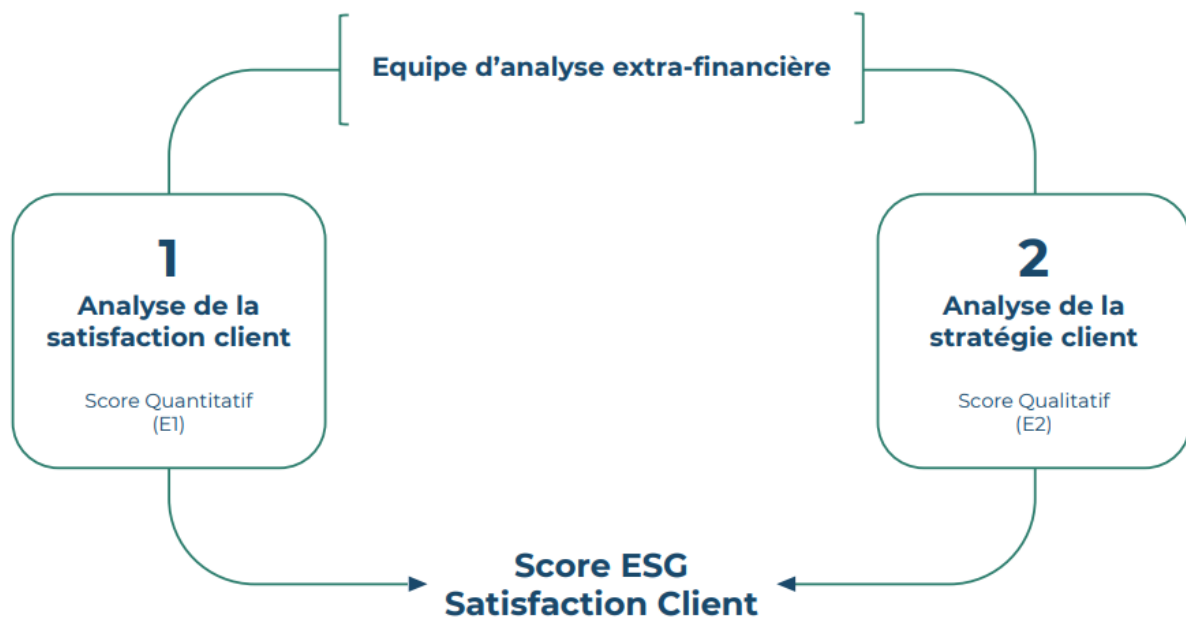 Equipe d’analyse extra-financière
1
Analyse de la
satisfaction client
Score Quantitatif
(E1)
2
Analyse de la
stratégie client
Score Qualitatif
(E2)
Score ESG
Satisfaction Client